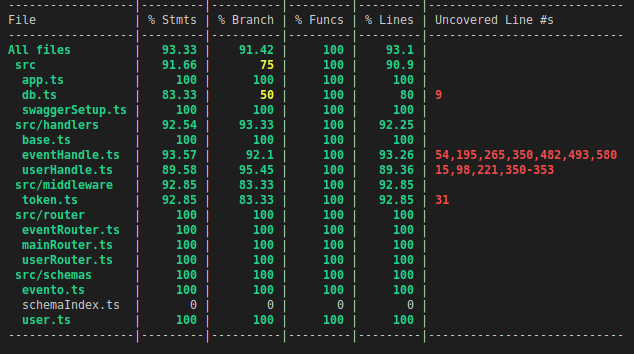 -------------------|---------|----------|---------|---------|---------------------------
File               | % Stmts | % Branch | % Funcs | % Lines | Uncovered Line #s
-------------------|---------|----------|---------|---------|---------------------------
All files          |   93.33 |    91.42 |     100 |    93.1 |
 src               |   91.66 |       75 |     100 |    90.9 |
  app.ts           |     100 |      100 |     100 |     100 |
  db.ts            |   83.33 |       50 |     100 |      80 | 9
  swaggerSetup.ts  |     100 |      100 |     100 |     100 |
 src/handlers      |   92.54 |    93.33 |     100 |   92.25 |
  base.ts          |     100 |      100 |     100 |     100 |
  eventHandle.ts   |   93.57 |     92.1 |     100 |   93.26 | 54,195,265,350,482,493,580
  userHandle.ts    |   89.58 |    95.45 |     100 |   89.36 | 15,98,221,350-353
 src/middleware    |   92.85 |    83.33 |     100 |   92.85 |
  token.ts         |   92.85 |    83.33 |     100 |   92.85 | 31
 src/router        |     100 |      100 |     100 |     100 |
  eventRouter.ts   |     100 |      100 |     100 |     100 |
  mainRouter.ts    |     100 |      100 |     100 |     100 |
  userRouter.ts    |     100 |      100 |     100 |     100 |
 src/schemas       |     100 |      100 |     100 |     100 |
  evento.ts        |     100 |      100 |     100 |     100 |
  schemaIndex.ts   |       0 |        0 |       0 |       0 |
  user.ts          |     100 |      100 |     100 |     100 |
-------------------|---------|----------|---------|---------|---------------------------